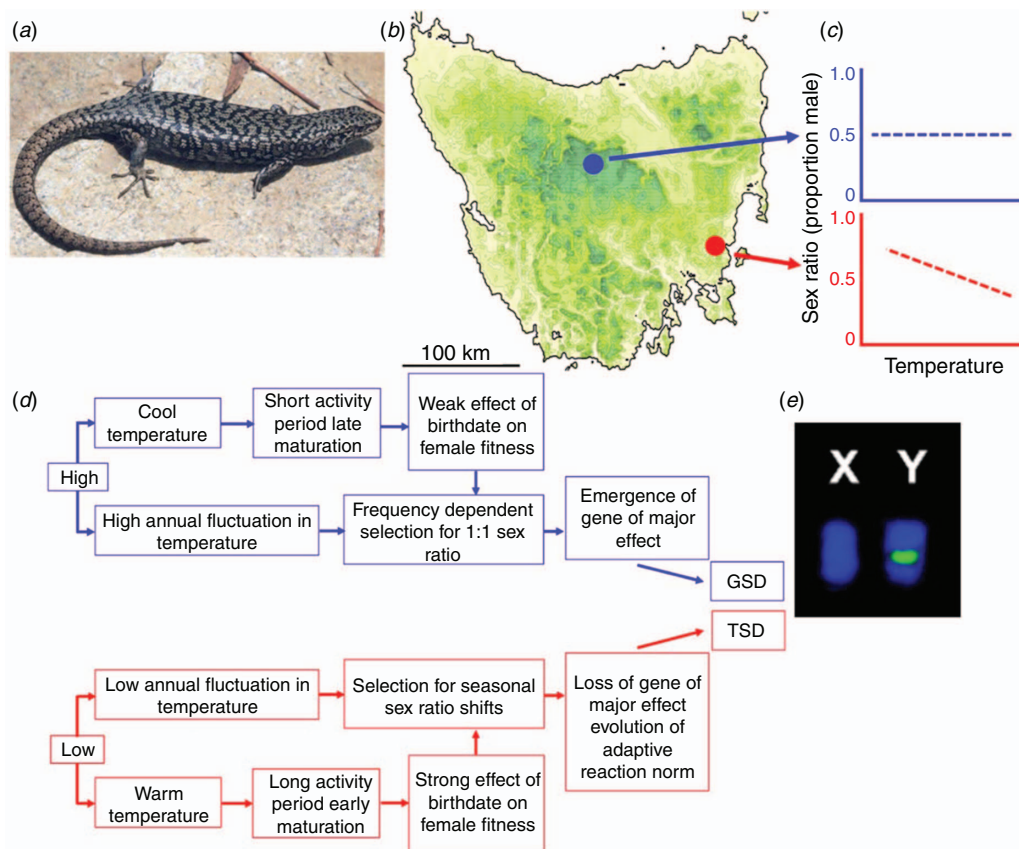 (a)
(b)
(c)
1.0
0.5
0
1.0
0.5
0
Sex ratio (proportion male)
Temperature
100 km
(d)
High
Cool
temperature
Short activity
period late
maturation
Weak effect of
birthdate on
female fitness
High annual fluctuation in
temperature
Frequency dependent
selection for 1:1 sex
ratio
Emergence of
gene of major
effect
GSD
TSD
Low
Low annual fluctuation in
temperature
Selection for seasonal
sex ratio shifts
Loss of gene of
major effect
evolution of
adaptive
reaction norm
Warm
temperature
Long activity
period early
maturation
Strong effect of
birthdate on
female fitness
(e)
X Y